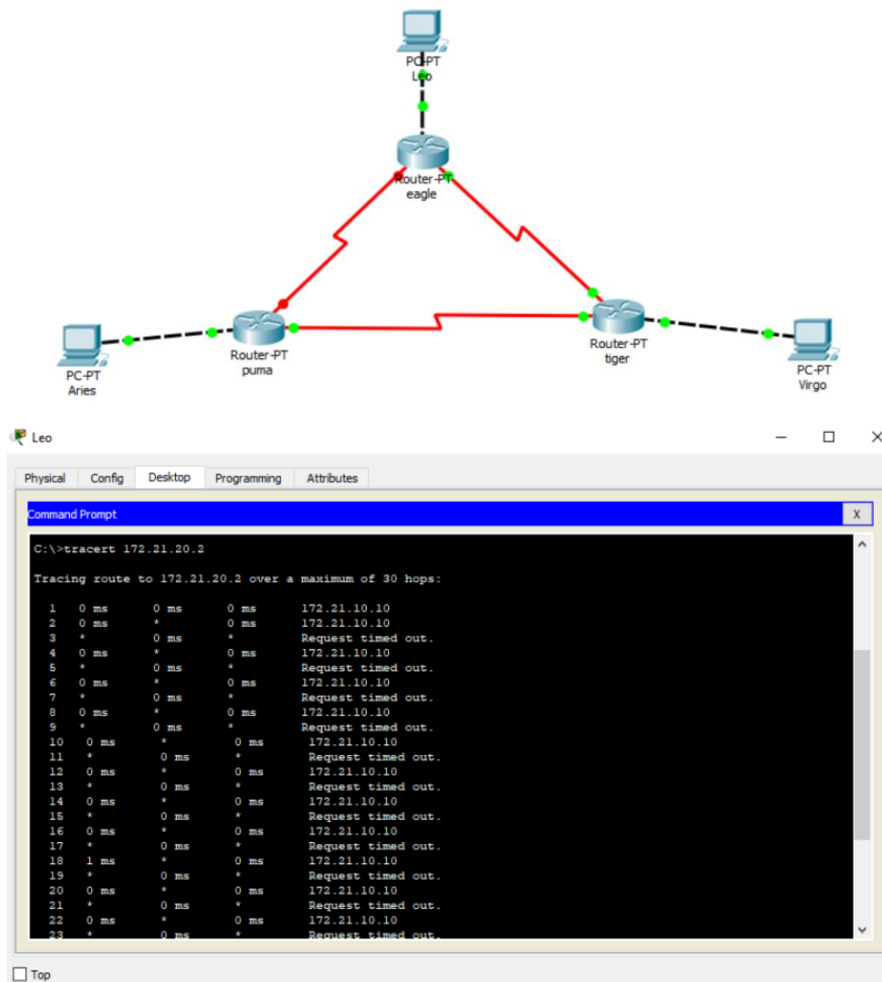 PC-PT
Leo
Router-PT
eagle
Router-PT
puma
Router-PT
tiger
PC-PT
Aries
PC-PT
Virgo
Leo
Physical Config Desktop Programming Attributes
Command Prompt X
C:\>tracert 172.21.20.2
Tracing route to 172.21.20.2 over a maximum of 30 hops:
1 0 ms 0 ms 0 ms 172.21.10.10
2 0 ms * 0 ms 172.21.10.10
3 * 0 ms * Request timed out.
4 0 ms * 0 ms 172.21.10.10
5 * 0 ms * Request timed out.
6 0 ms * 0 ms 172.21.10.10
7 * 0 ms * Request timed out.
8 0 ms * 0 ms 172.21.10.10
9 * 0 ms * Request timed out.
10 0 ms * 0 ms 172.21.10.10
11 * 0 ms * Request timed out.
12 0 ms * 0 ms 172.21.10.10
13 * 0 ms * Request timed out.
14 0 ms * 0 ms 172.21.10.10
15 * 0 ms * Request timed out.
16 0 ms * 0 ms 172.21.10.10
17 * 0 ms * Request timed out.
18 1 ms * 0 ms 172.21.10.10
19 * 0 ms * Request timed out.
20 0 ms * 0 ms 172.21.10.10
21 * 0 ms * Request timed out.
22 0 ms * 0 ms 172.21.10.10
23 * 0 ms * Request timed out.
Top